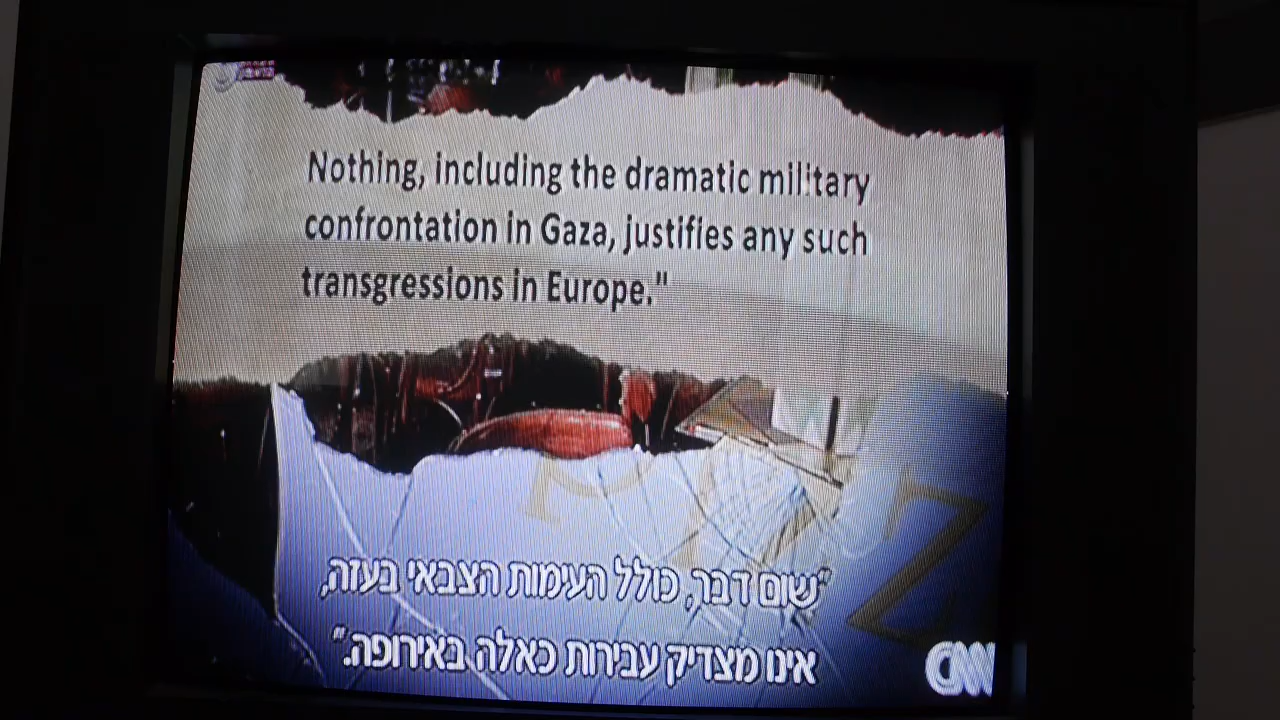 Nothing, including the dramatic military
confrontation in Gaza, justifies any such
transgressions in Europe."
Z
"שום דבר, כולל העימות הצבאי בעזה,
אינו מצדיק עבירות כאלה באירופה."
CNN